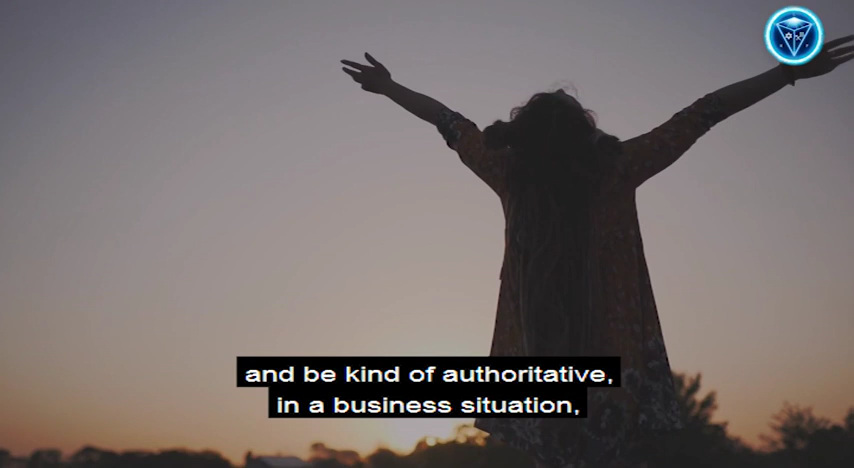 and be kind of authoritative,
in a business situation,